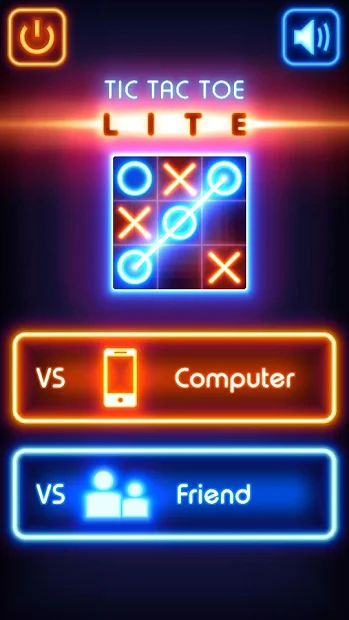 TIC TAC TOE
LITE
VS Computer
VS Friend